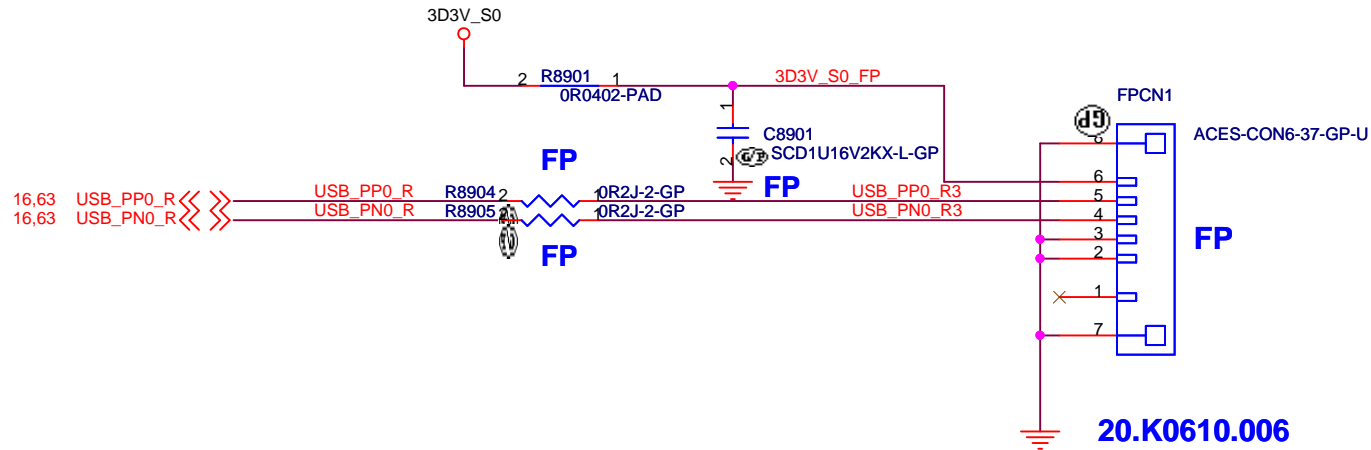 3D3V_S0
2 R8901 1 3D3V_S0_FP
0R0402-PAD
FPCN1
GP
1
8 ACES-CON6-37-GP-U
C8901
2 G/P SCD1U16V2KX-L-GP
FP
FP
6
16,63 USB_PP0_R USB_PP0_R R8904 2 1 0R2J-2-GP USB_PP0_R3 5
16,63 USB_PN0_R USB_PN0_R R8905 1 0R2J-2-GP USB_PN0_R3 4
3
FP
FP
2
1
7
20.K0610.006